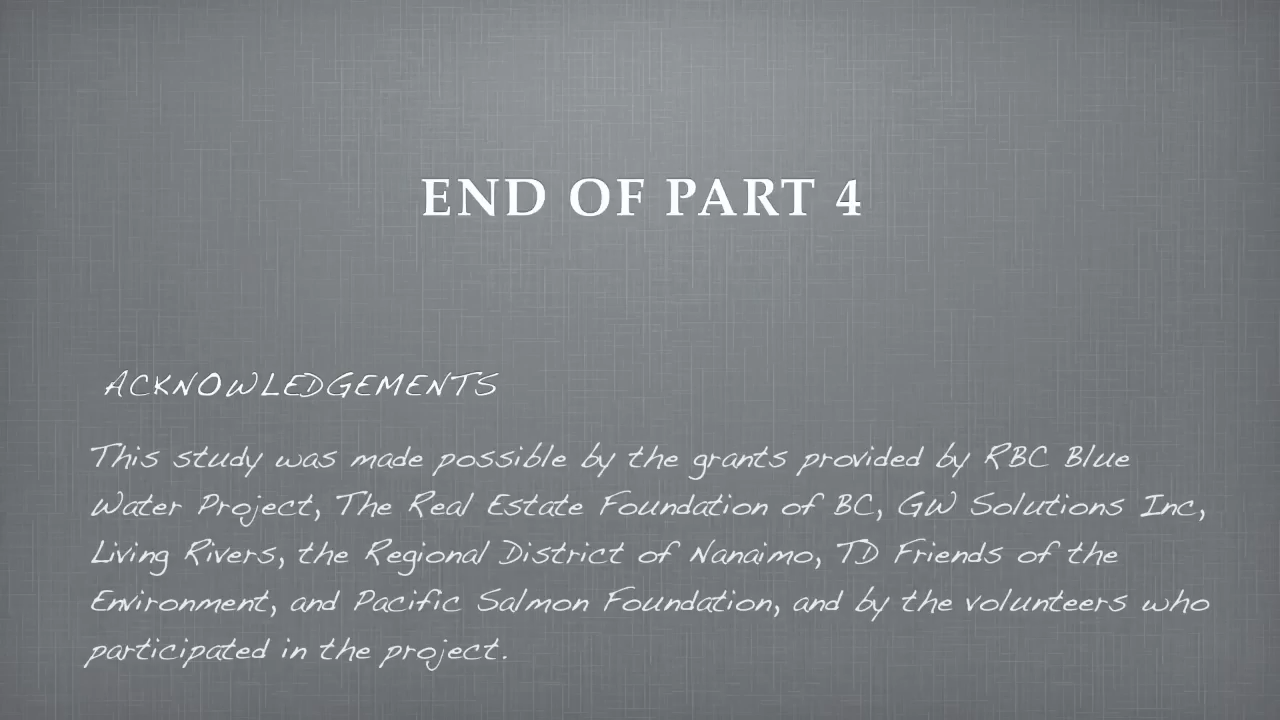 END OF PART 4
ACKNOWLEDGEMENTS
This study was made possible by the grants provided by RBC Blue
Water Project, The Real Estate Foundation of BC, GW Solutions Inc,
Living Rivers, the Regional District of Nanaimo, TD Friends of the
Environment, and Pacific Salmon Foundation, and by the volunteers who
participated in the project.